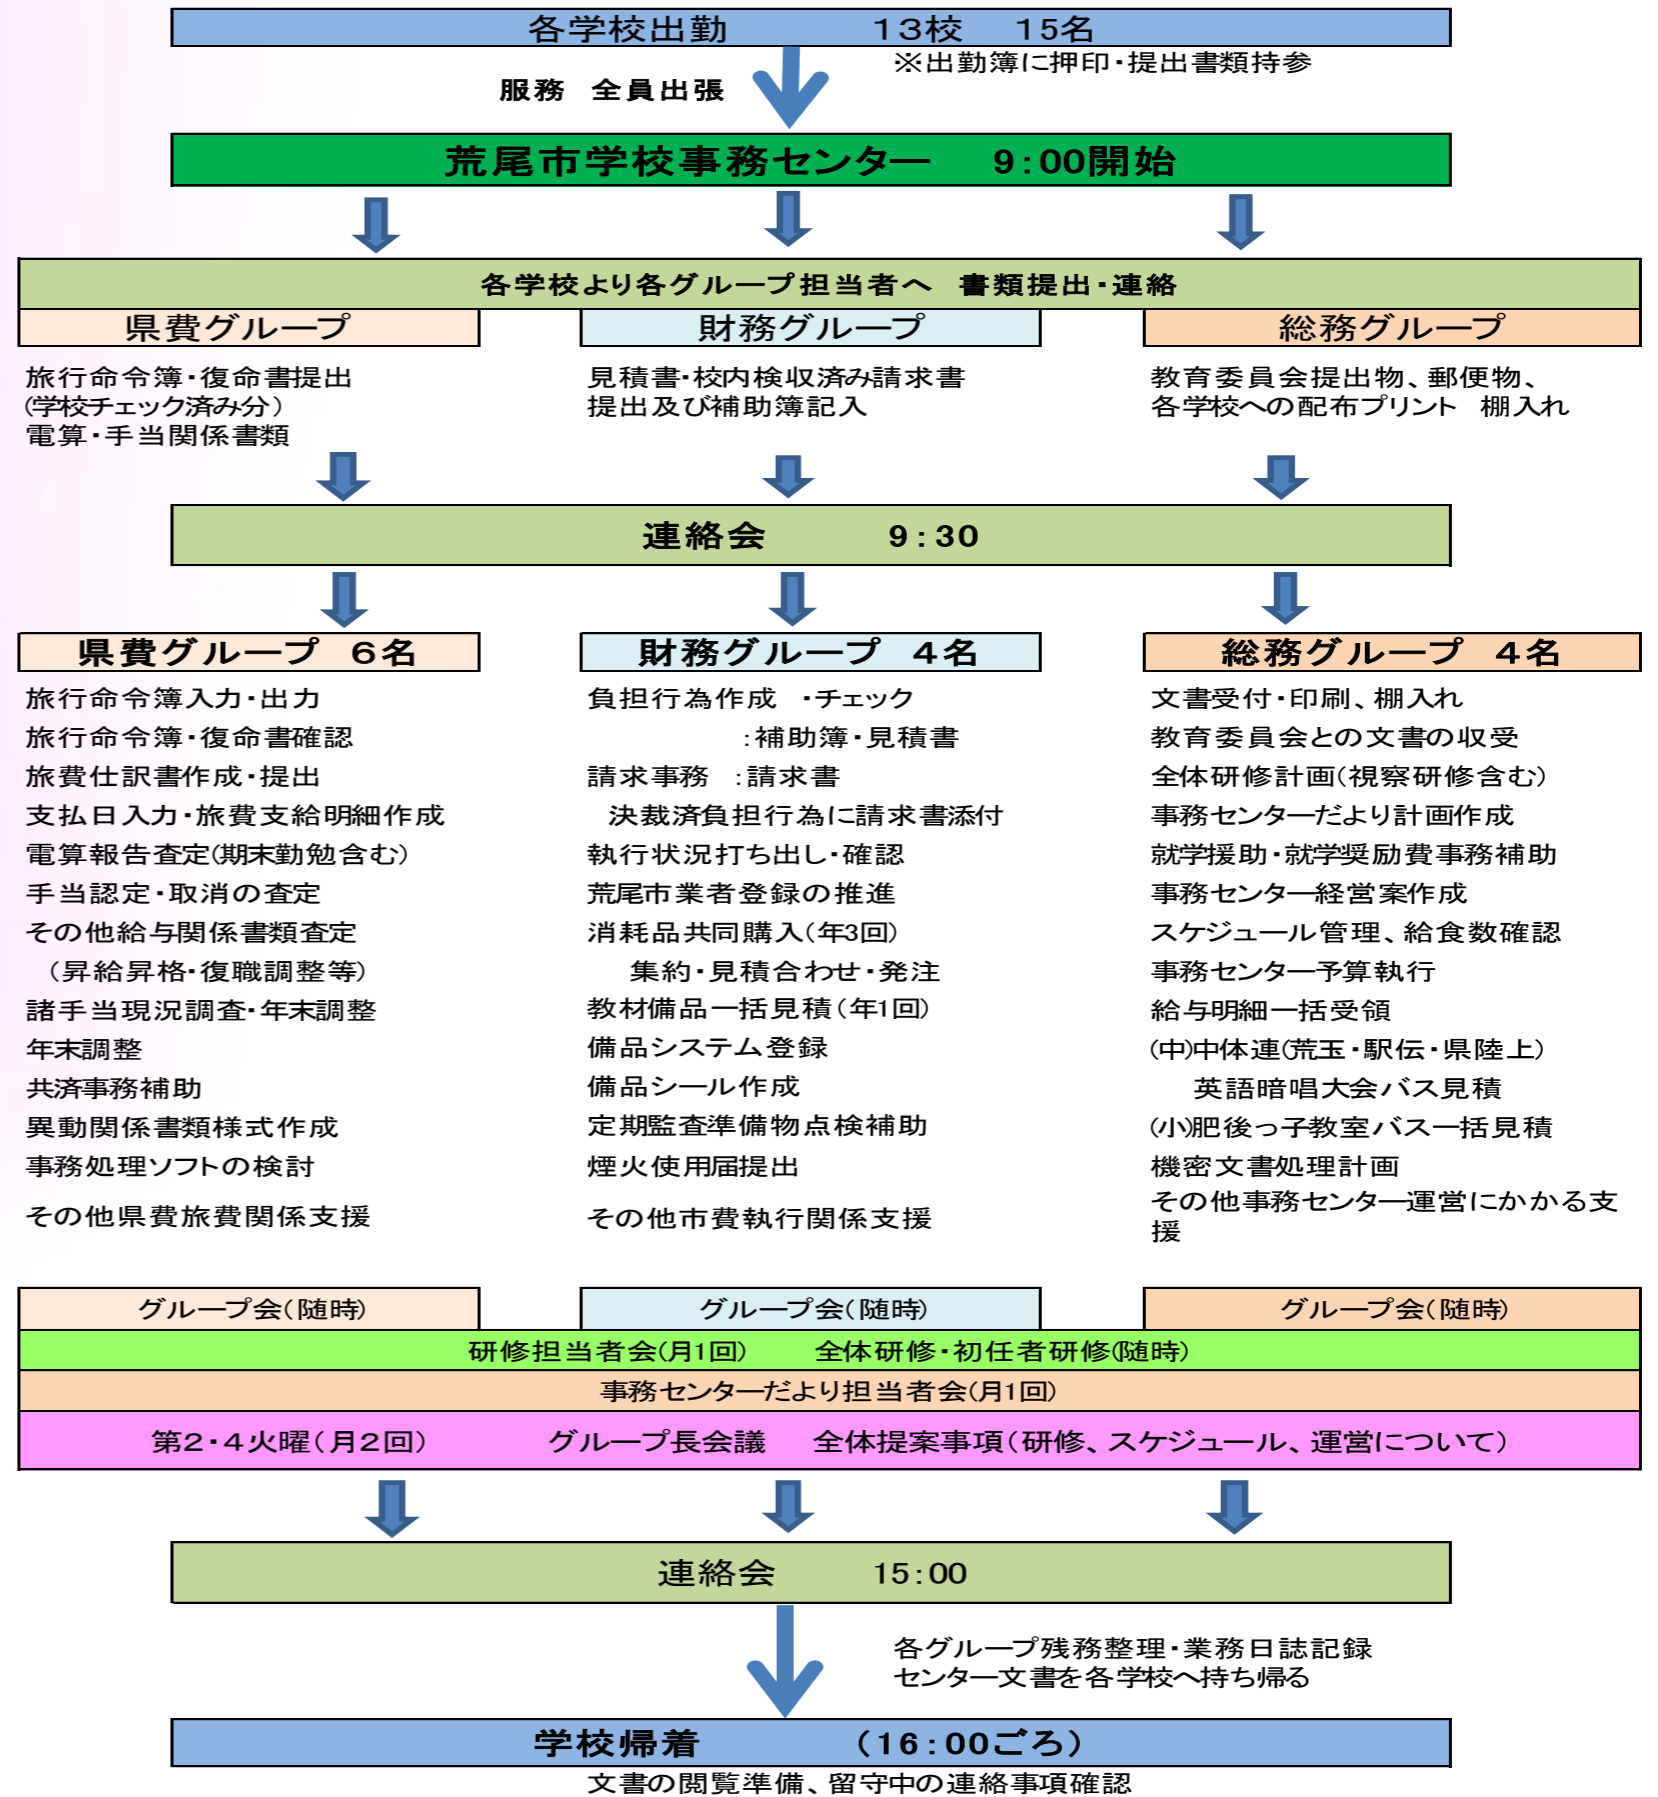 各学校出勤　13校　15名
※出勤簿に押印・提出書類持参
服務　全員出張
荒尾市学校事務センター　9:00開始
各学校より各グループ担当者へ　書類提出・連絡
県費グループ
旅行命令簿・復命書提出
(学校チェック済み分)
電算・手当関係書類
財務グループ
見積書・校内検収済み請求書
提出及び補助簿記入
総務グループ
教育委員会提出物、郵便物、
各学校への配布プリント　棚入れ
連絡会　9:30
県費グループ　6名
旅行命令簿入力・出力
旅行命令簿・復命書確認
旅費仕訳書作成・提出
支払日入力・旅費支給明細作成
電算報告査定(期末勤勉含む)
手当認定・取消の査定
その他給与関係書類査定
(昇給昇格・復職調整等)
諸手当現況調査・年末調整
年末調整
共済事務補助
異動関係書類様式作成
事務処理ソフトの検討
その他県費旅費関係支援
財務グループ　4名
負担行為作成　・チェック
:補助簿・見積書
請求事務　:請求書
決裁済負担行為に請求書添付
執行状況打ち出し・確認
荒尾市業者登録の推進
消耗品共同購入(年3回)
集約・見積合わせ・発注
教材備品一括見積(年1回)
備品システム登録
備品シール作成
定期監査準備物点検補助
煙火使用届提出
その他市費執行関係支援
総務グループ　4名
文書受付・印刷、棚入れ
教育委員会との文書の収受
全体研修計画(視察研修含む)
事務センターだより計画作成
就学援助・就学奨励費事務補助
事務センター経営案作成
スケジュール管理、給食数確認
事務センター予算執行
給与明細一括受領
(中)中体連(荒玉・駅伝・県陸上)
英語暗唱大会バス見積
(小)肥後っ子教室バス一括見積
機密文書処理計画
その他事務センター運営にかかる支
援
グループ会(随時)
グループ会(随時)
グループ会(随時)
研修担当者会(月1回)　全体研修・初任者研修(随時)
事務センターだより担当者会(月1回)
第2・4火曜(月2回)　グループ長会議　全体提案事項(研修、スケジュール、運営について)
連絡会　15:00
各グループ残務整理・業務日誌記録
センター文書を各学校へ持ち帰る
学校帰着　(16:00ごろ)
文書の閲覧準備、留守中の連絡事項確認